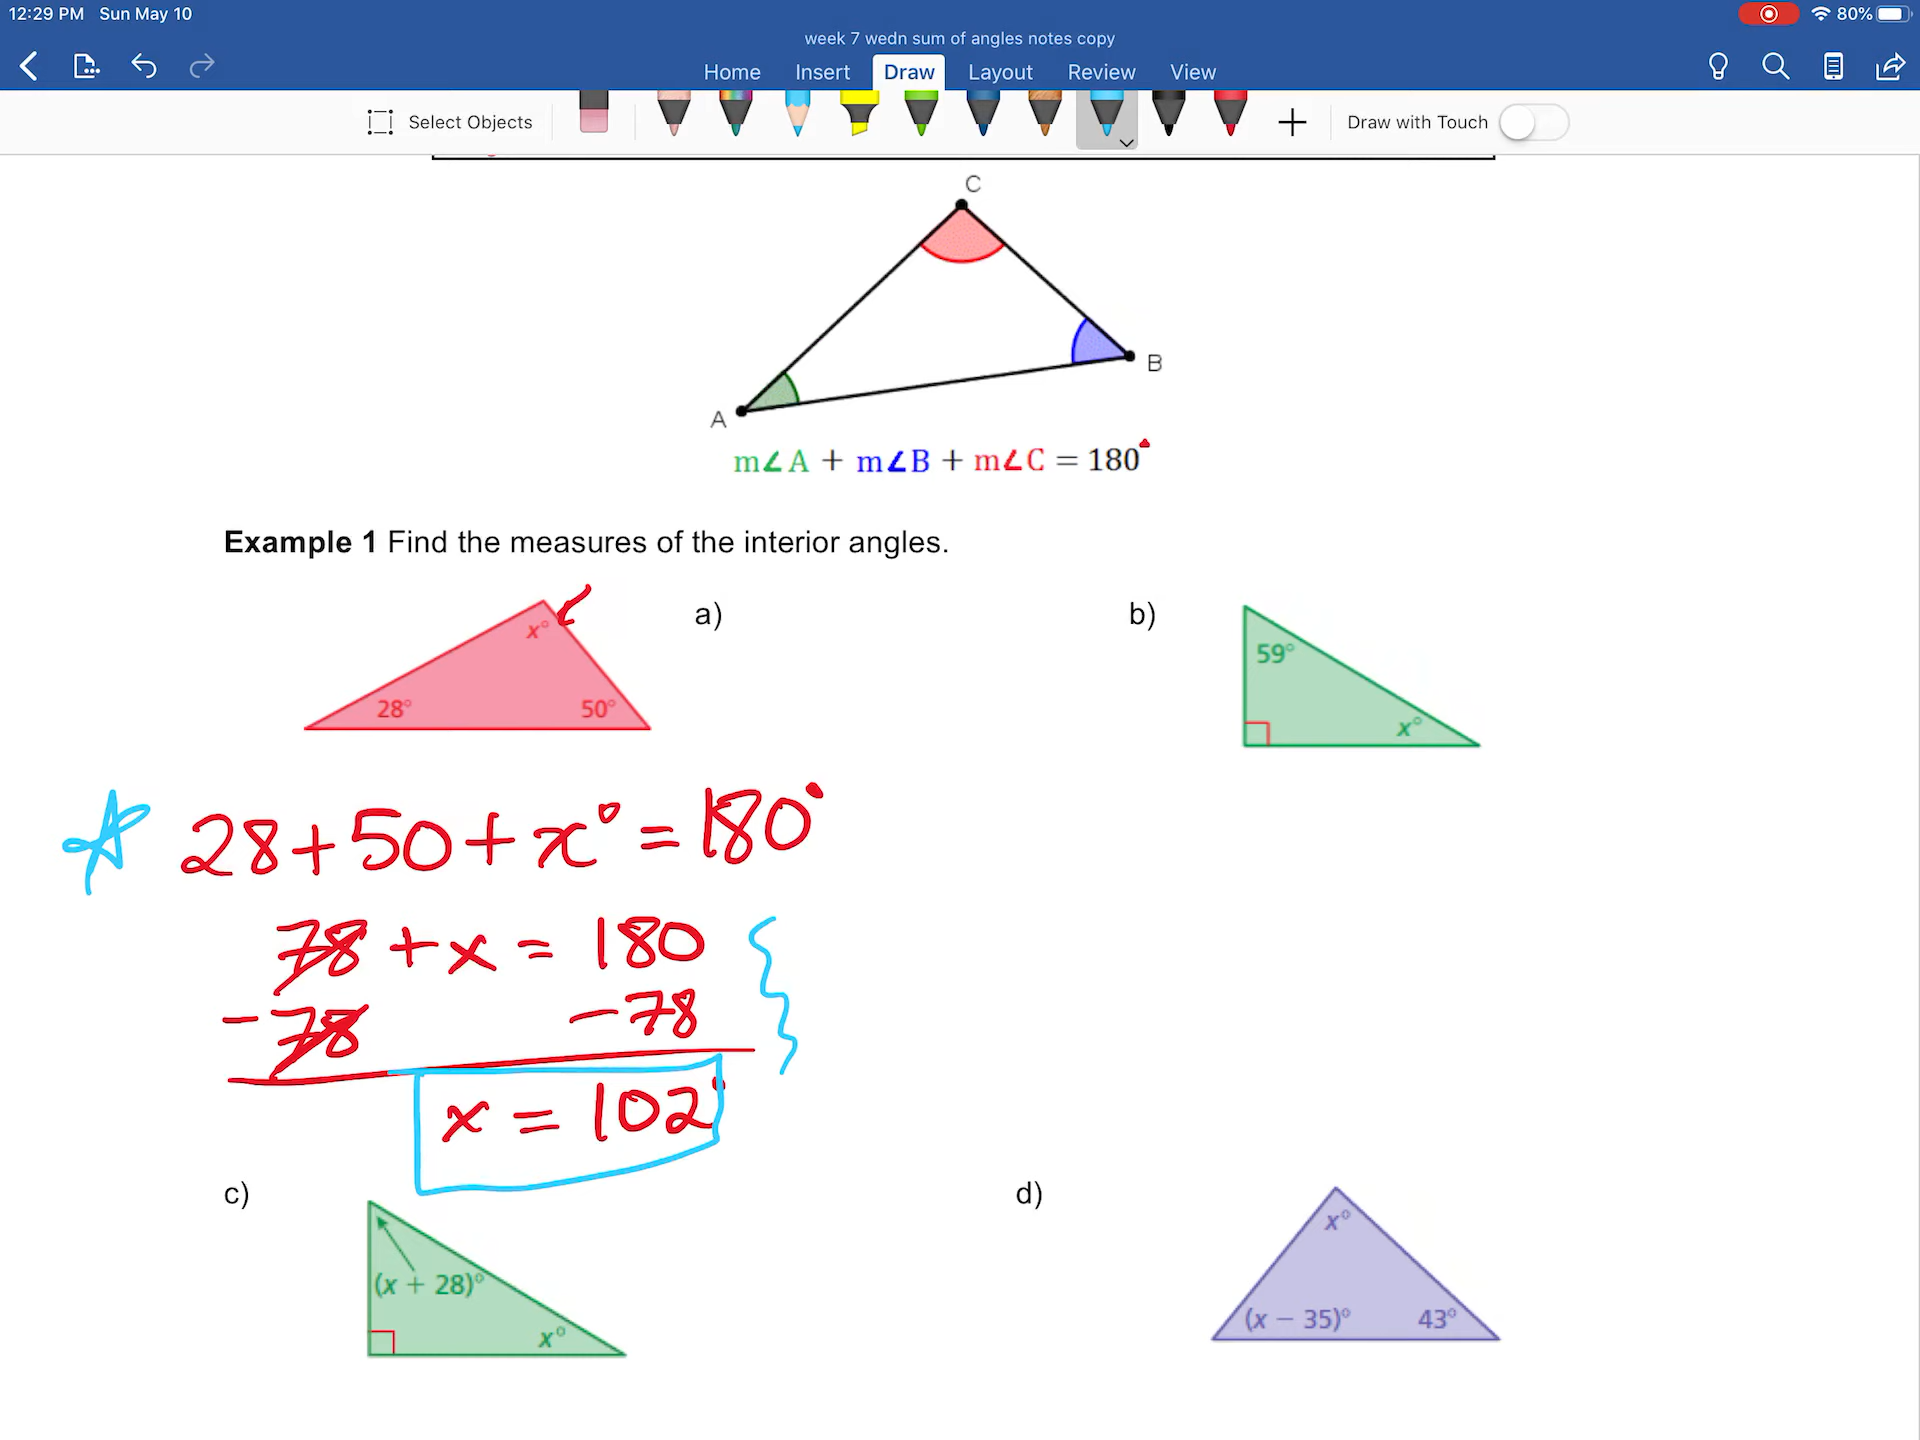 12:29 PM Sun May 10
80%
week 7 wedn sum of angles notes copy
Home Insert Draw Layout Review View
Select Objects
Draw with Touch
C
B
A
m∠A + m∠B + m∠C = 180°
Example 1 Find the measures of the interior angles.
a)
x°
28° 50°
b)
59°
x°
28+50+x°=180°
78+x=180
-78 -78
x=102°
c)
(x + 28)°
x°
d)
x°
(x − 35)° 43°